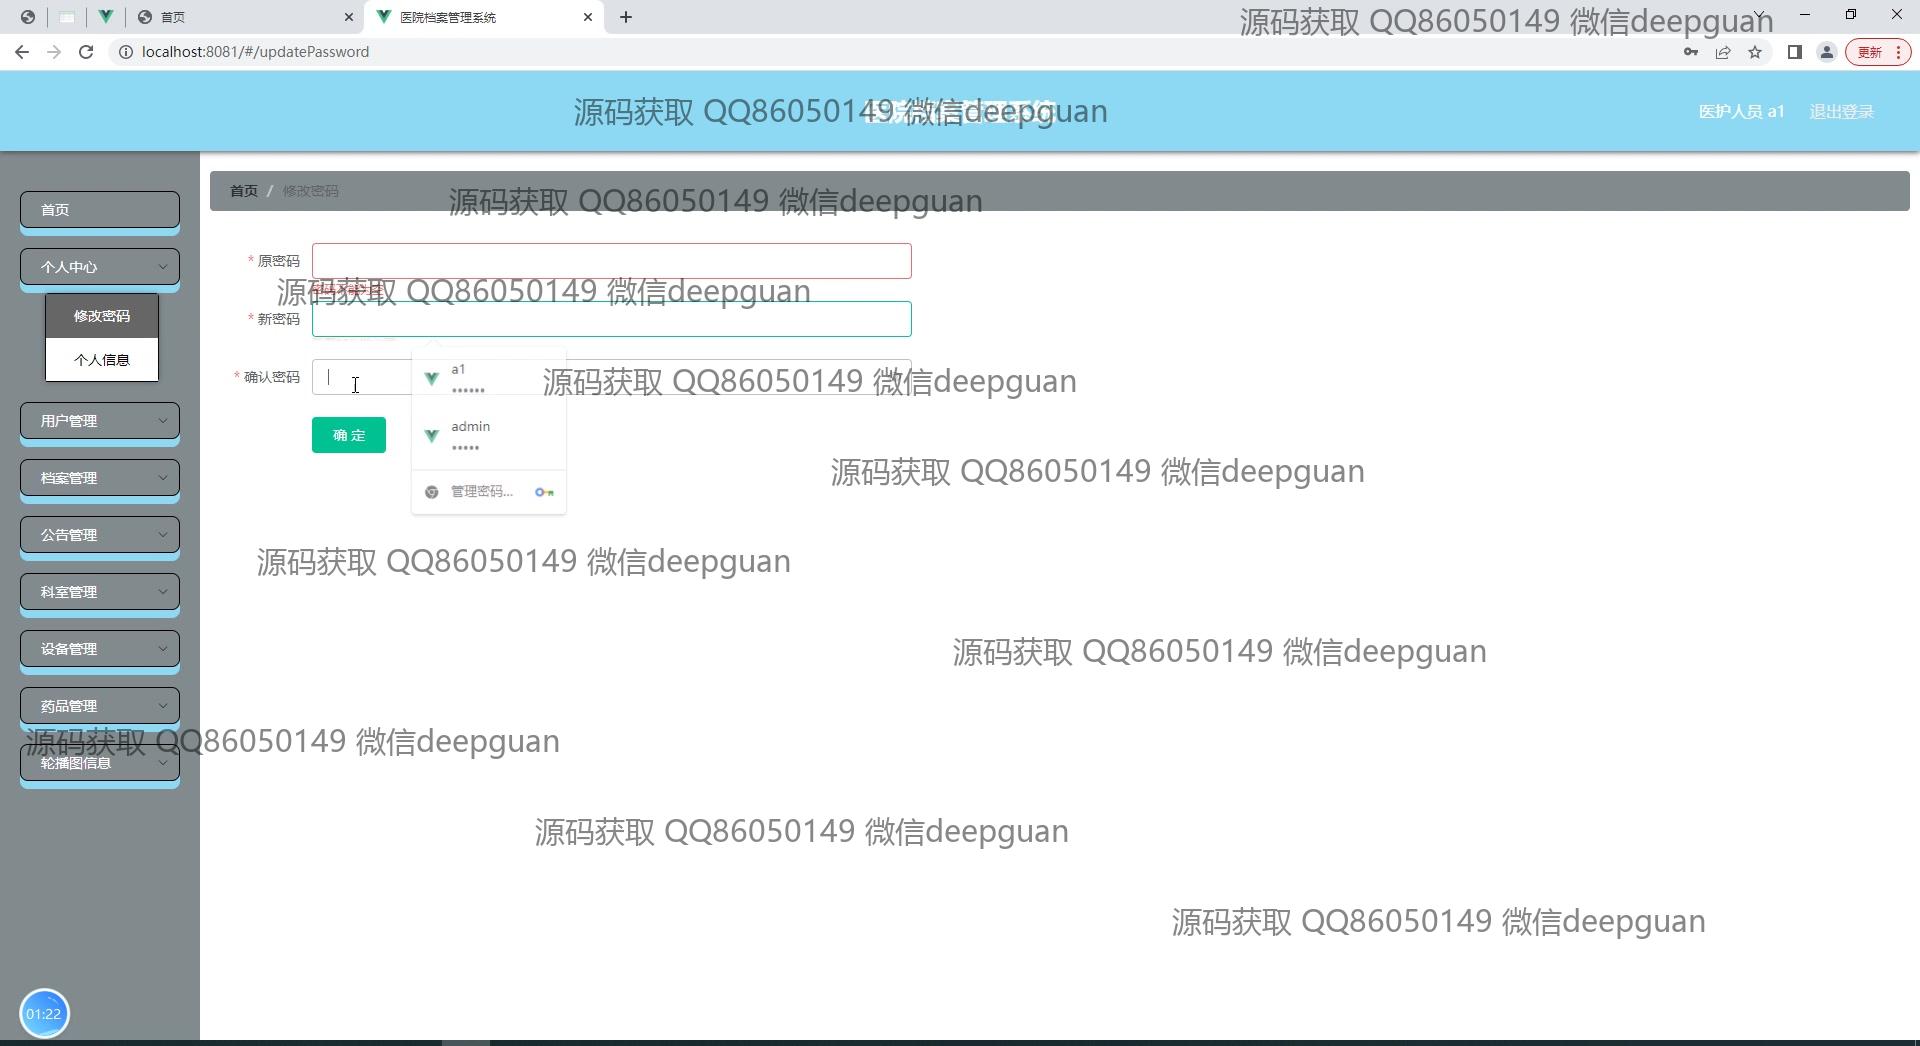 首页
医院档案管理系统
源码获取 QQ86050149 微信deepguan
localhost:8081/#/updatePassword
更新
源码获取 QQ86050149 微信deepguan
医护人员 a1
退出登录
首页 / 修改密码
源码获取 QQ86050149 微信deepguan
首页
个人中心
修改密码
个人信息
用户管理
档案管理
公告管理
科室管理
设备管理
药品管理
轮播图信息
* 原密码
源码获取 QQ86050149 微信deepguan
* 新密码
* 确认密码
a1
••••••
源码获取 QQ86050149 微信deepguan
admin
•••••
确 定
管理密码...
源码获取 QQ86050149 微信deepguan
源码获取 QQ86050149 微信deepguan
源码获取 QQ86050149 微信deepguan
源码获取 QQ86050149 微信deepguan
源码获取 QQ86050149 微信deepguan
源码获取 QQ86050149 微信deepguan
01:22